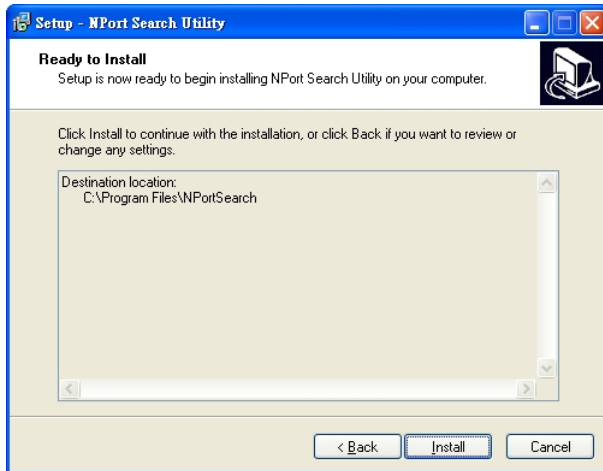 Setup - NPort Search Utility
Ready to Install
Setup is now ready to begin installing NPort Search Utility on your computer.
Click Install to continue with the installation, or click Back if you want to review or
change any settings.
Destination location:
C:\Program Files\NPortSearch
< Back
Install
Cancel